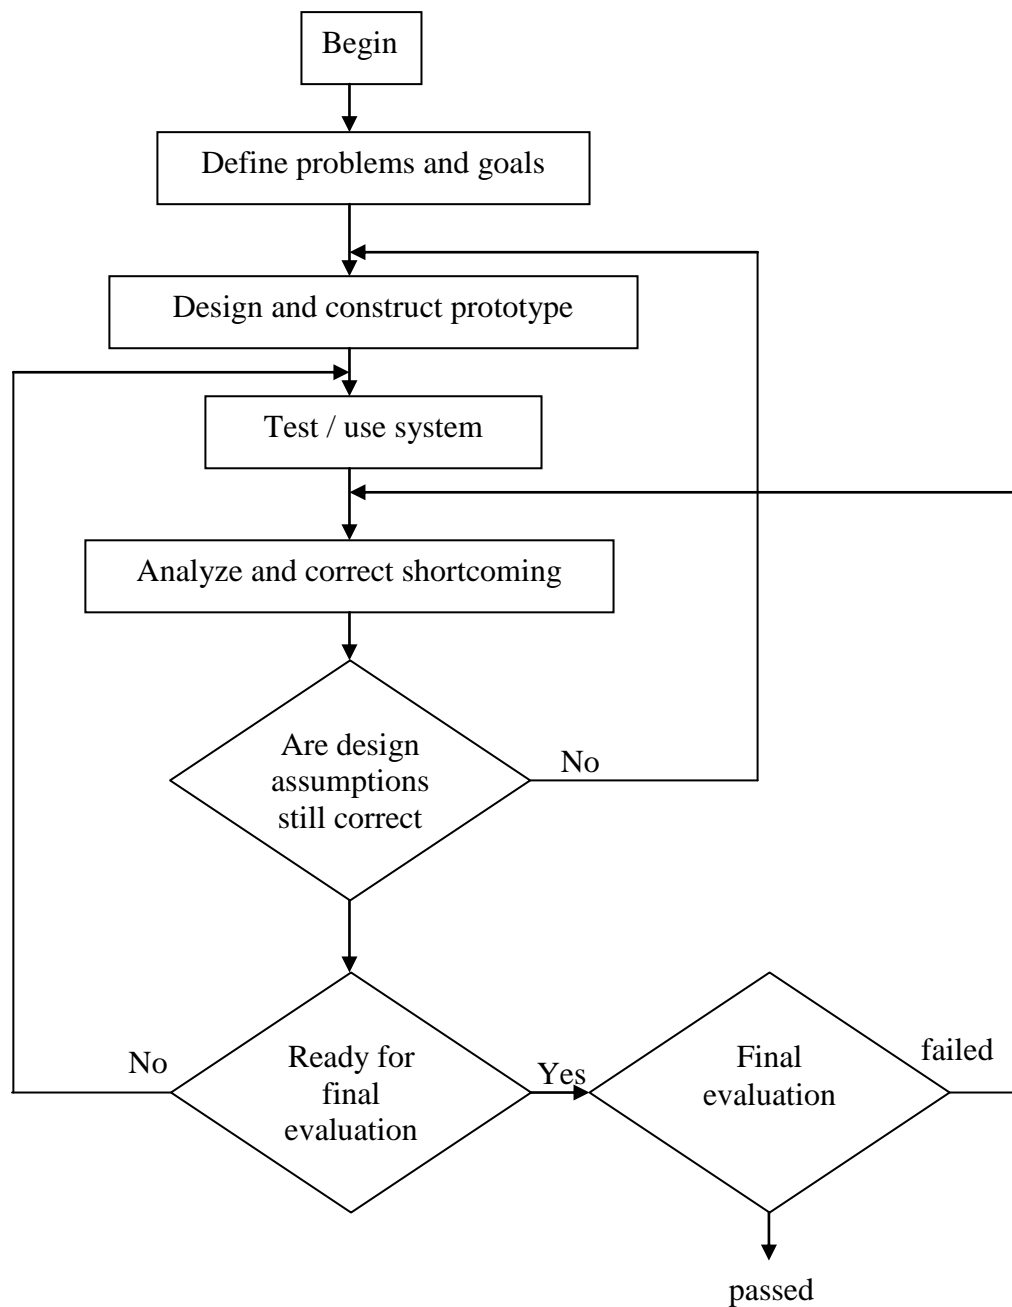 Begin
Define problems and goals
Design and construct prototype
Test / use system
Analyze and correct shortcoming
Are design
assumptions
still correct
No
Ready for
final
evaluation
No
Yes
Final
evaluation
failed
passed